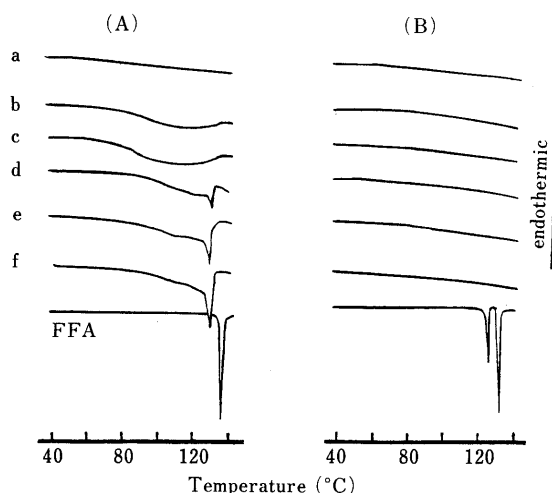 (A)
(B)
a
b
c
d
e
f
FFA
endothermic
40 80 120
40 80 120
Temperature (°C)